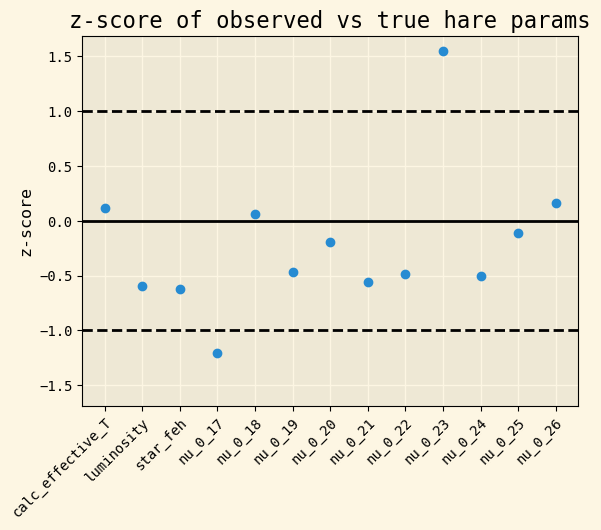 z-score of observed vs true hare params
z-score
1.5
1.0
0.5
0.0
−0.5
−1.0
−1.5
calc_effective_T
luminosity
star_feh
nu_0_17
nu_0_18
nu_0_19
nu_0_20
nu_0_21
nu_0_22
nu_0_23
nu_0_24
nu_0_25
nu_0_26